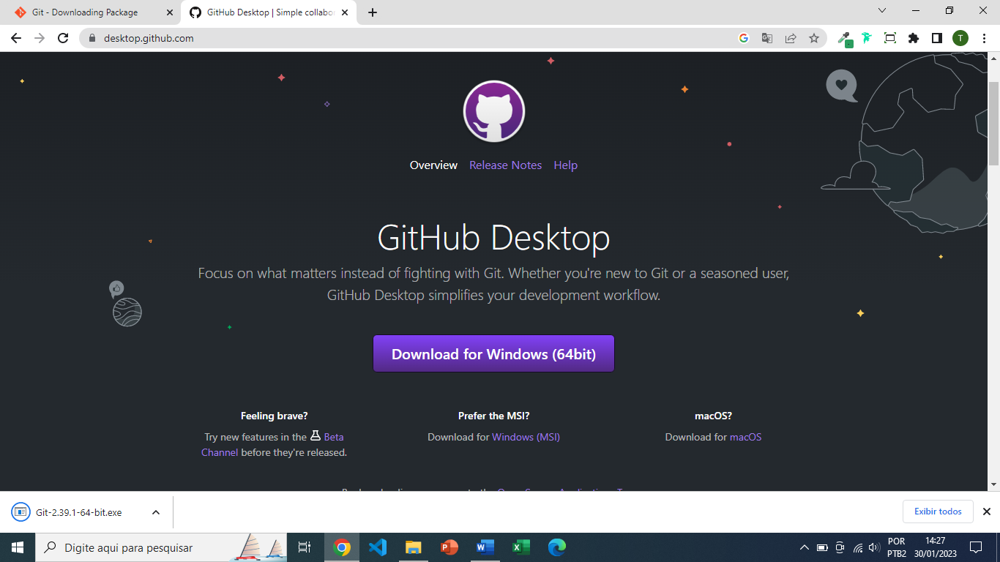 Git - Downloading Package
GitHub Desktop | Simple collabor
desktop.github.com
T
Overview Release Notes Help
GitHub Desktop
Focus on what matters instead of fighting with Git. Whether you're new to Git or a seasoned user,
GitHub Desktop simplifies your development workflow.
Download for Windows (64bit)
Feeling brave?
Try new features in the Beta
Channel before they're released.
Prefer the MSI?
Download for Windows (MSI)
macOS?
Download for macOS
Git-2.39.1-64-bit.exe
Exibir todos
Digite aqui para pesquisar
POR
PTB2
14:27
30/01/2023